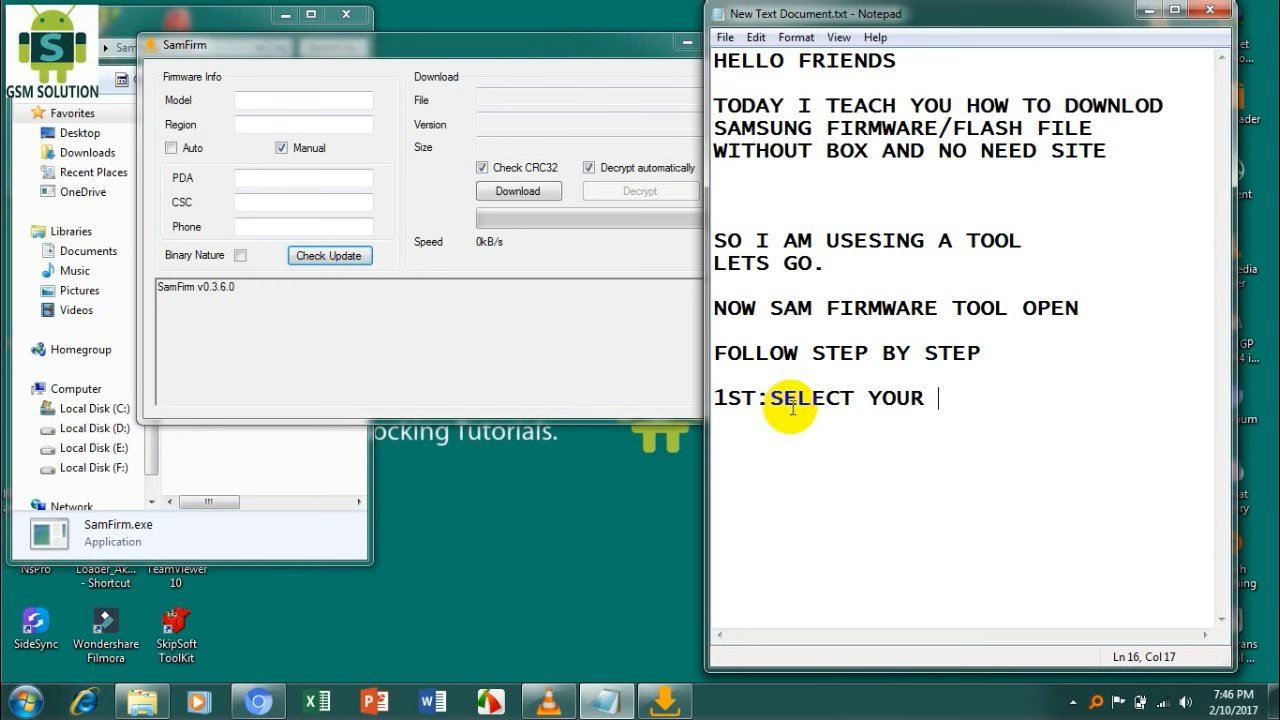 S
GSM SOLUTION
Sam
Favorites
Desktop
Downloads
Recent Places
OneDrive
Libraries
Documents
Music
Pictures
Videos
Homegroup
Computer
Local Disk (C:)
Local Disk (D:)
Local Disk (E:)
Local Disk (F:)
Network
SamFirm.exe
Application
SamFirm
Firmware Info
Model
Region
Auto
Manual
PDA
CSC
Phone
Binary Nature
Check Update
Download
File
Version
Size
Check CRC32
Decrypt automatically
Download
Decrypt
Speed
0kB/s
SamFirm v0.3.6.0
ocking Tutorials.
New Text Document.txt - Notepad
File Edit Format View Help
HELLO FRIENDS
TODAY I TEACH YOU HOW TO DOWNLOD
SAMSUNG FIRMWARE/FLASH FILE
WITHOUT BOX AND NO NEED SITE
SO I AM USESING A TOOL
LETS GO.
NOW SAM FIRMWARE TOOL OPEN
FOLLOW STEP BY STEP
1ST:SELECT YOUR
Ln 16, Col 17
NsPro
Loader_Ak...
- Shortcut
TeamViewer
10
SideSync
Wondershare
Filmora
SkipSoft
ToolKit
7:46 PM
2/10/2017